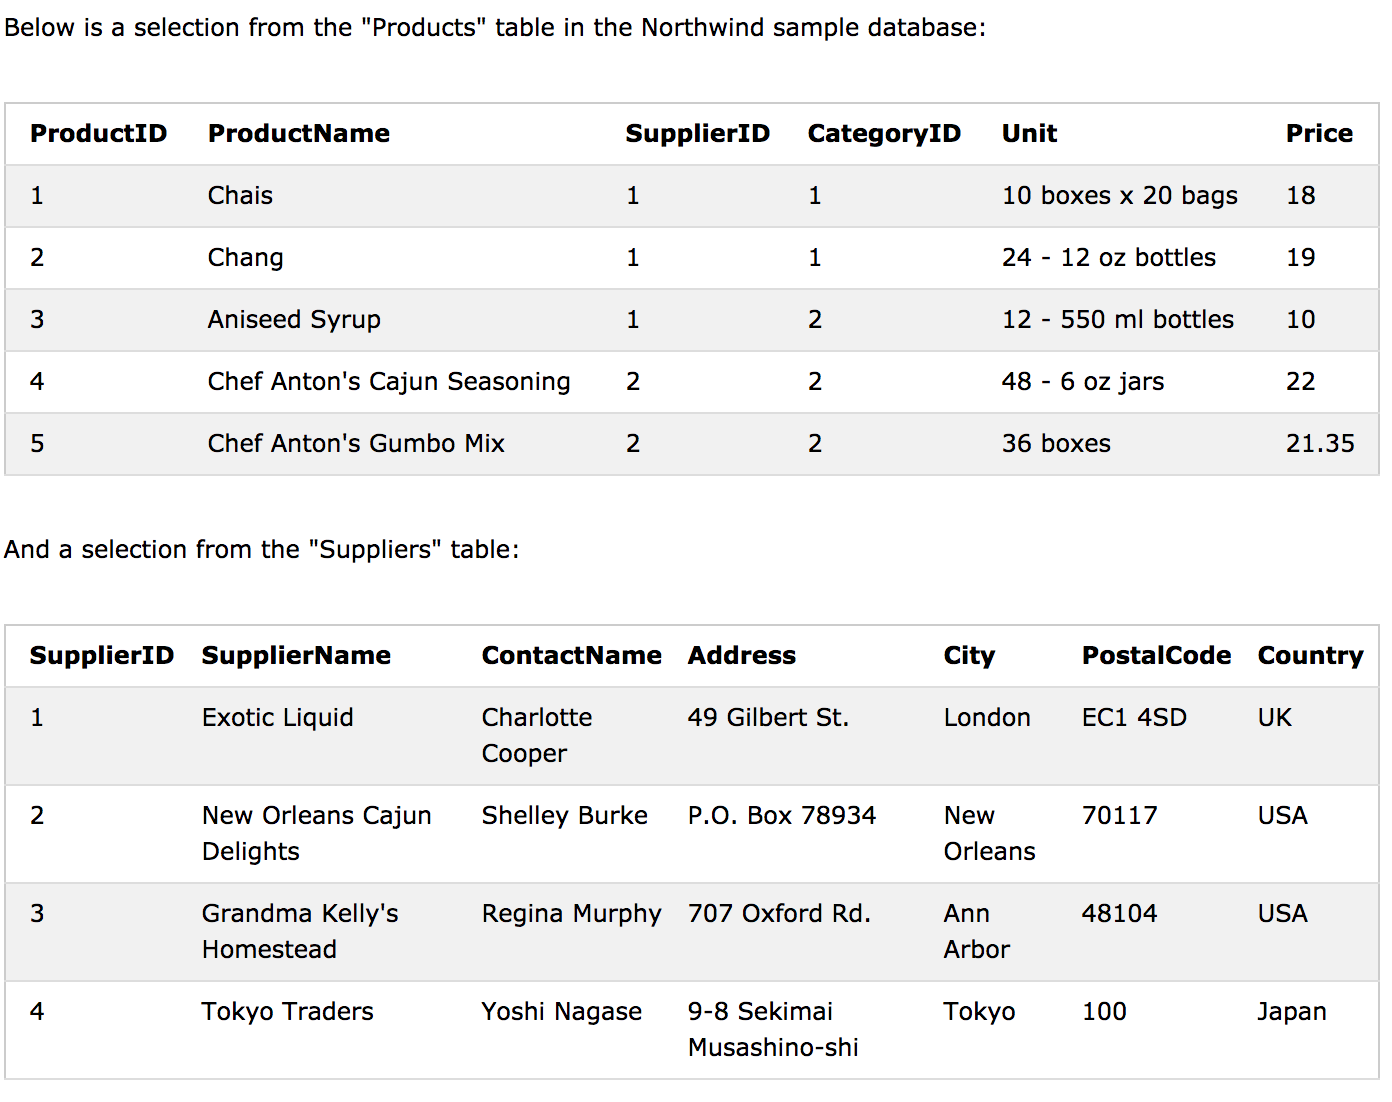 Below is a selection from the "Products" table in the Northwind sample database:
ProductID ProductName SupplierID CategoryID Unit Price
1 Chais 1 1 10 boxes x 20 bags 18
2 Chang 1 1 24 - 12 oz bottles 19
3 Aniseed Syrup 1 2 12 - 550 ml bottles 10
4 Chef Anton's Cajun Seasoning 2 2 48 - 6 oz jars 22
5 Chef Anton's Gumbo Mix 2 2 36 boxes 21.35
And a selection from the "Suppliers" table:
SupplierID SupplierName ContactName Address City PostalCode Country
1 Exotic Liquid Charlotte 49 Gilbert St. London EC1 4SD UK
Cooper
2 New Orleans Cajun Shelley Burke P.O. Box 78934 New 70117 USA
Delights Orleans
3 Grandma Kelly's Regina Murphy 707 Oxford Rd. Ann 48104 USA
Homestead Arbor
4 Tokyo Traders Yoshi Nagase 9-8 Sekimai Tokyo 100 Japan
Musashino-shi